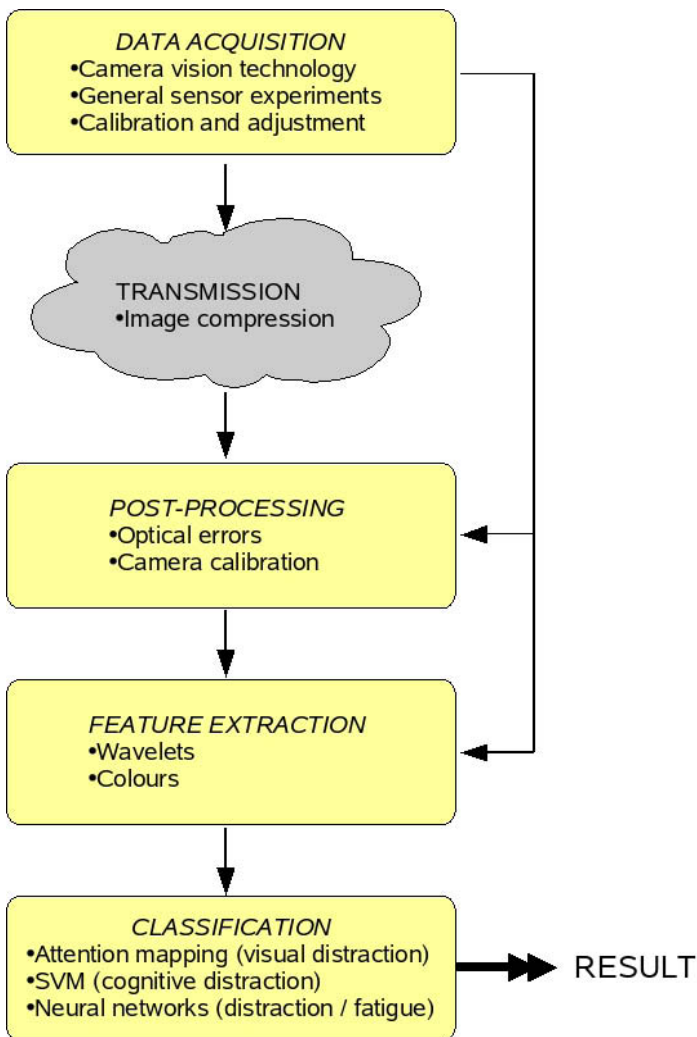 DATA ACQUISITION
•Camera vision technology
•General sensor experiments
•Calibration and adjustment
TRANSMISSION
•Image compression
POST-PROCESSING
•Optical errors
•Camera calibration
FEATURE EXTRACTION
•Wavelets
•Colours
CLASSIFICATION
•Attention mapping (visual distraction)
•SVM (cognitive distraction)
•Neural networks (distraction / fatigue)
RESULT